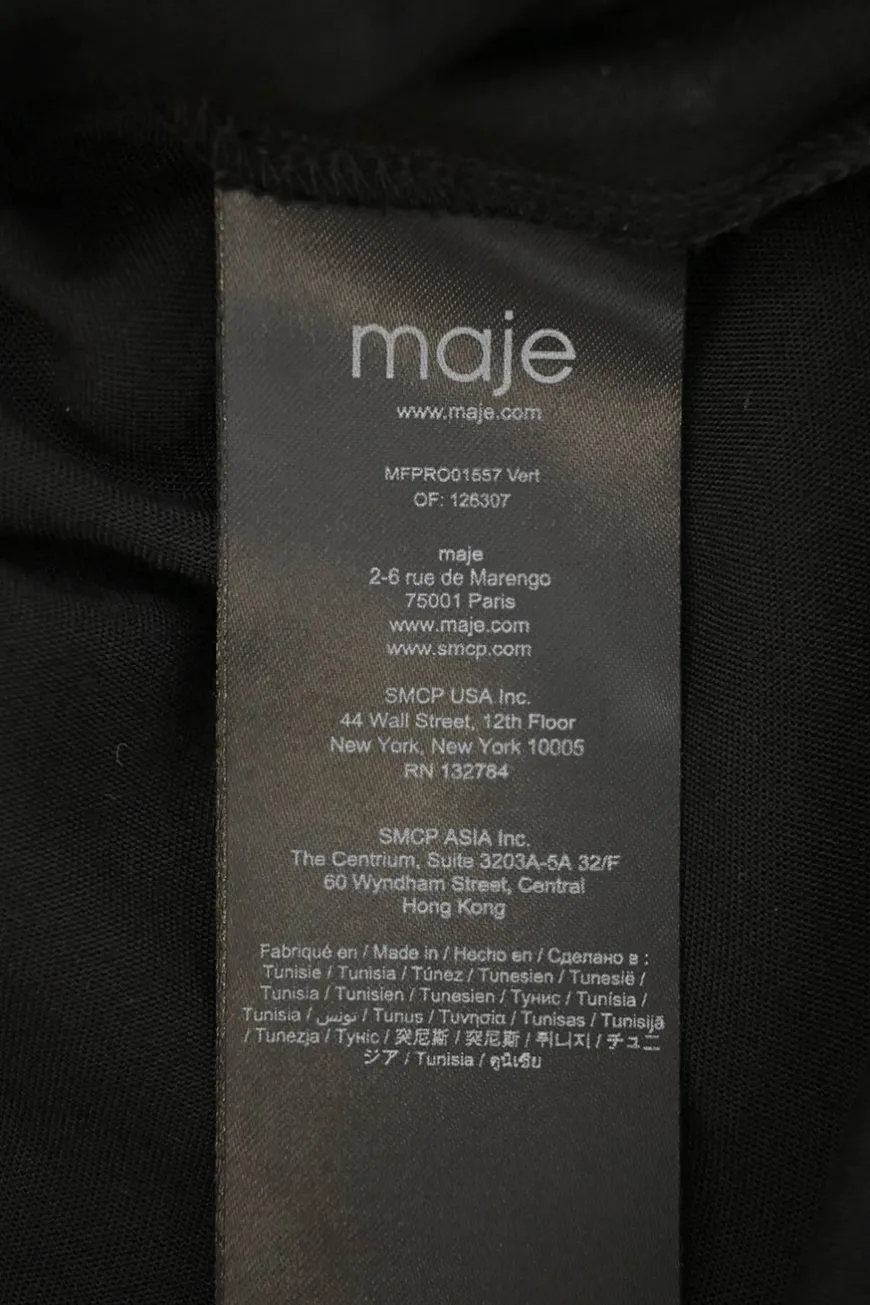 maje
www.maje.com
MFPRO01557 Vert
OF: 126307
maje
2-6 rue de Marengo
75001 Paris
www.maje.com
www.smcp.com
SMCP USA Inc.
44 Wall Street, 12th Floor
New York, New York 10005
RN 132784
SMCP ASIA Inc.
The Centrium, Suite 3203A-5A 32/F
60 Wyndham Street, Central
Hong Kong
Fabriqué en / Made in / Hecho en / Сделано в :
Tunisie / Tunisia / Túnez / Tunesien / Tunesië /
Tunisia / Tunisien / Tunesien / Тунис / Tunísia /
Tunisia / تونس / Tunus / Τυνησία / Tunisas / Tunisijā
/ Tunezja / Туніс / 突尼斯 / 突尼斯 / 튀니지 / チュニ
ジア / Tunisia / ตูนิเซีย